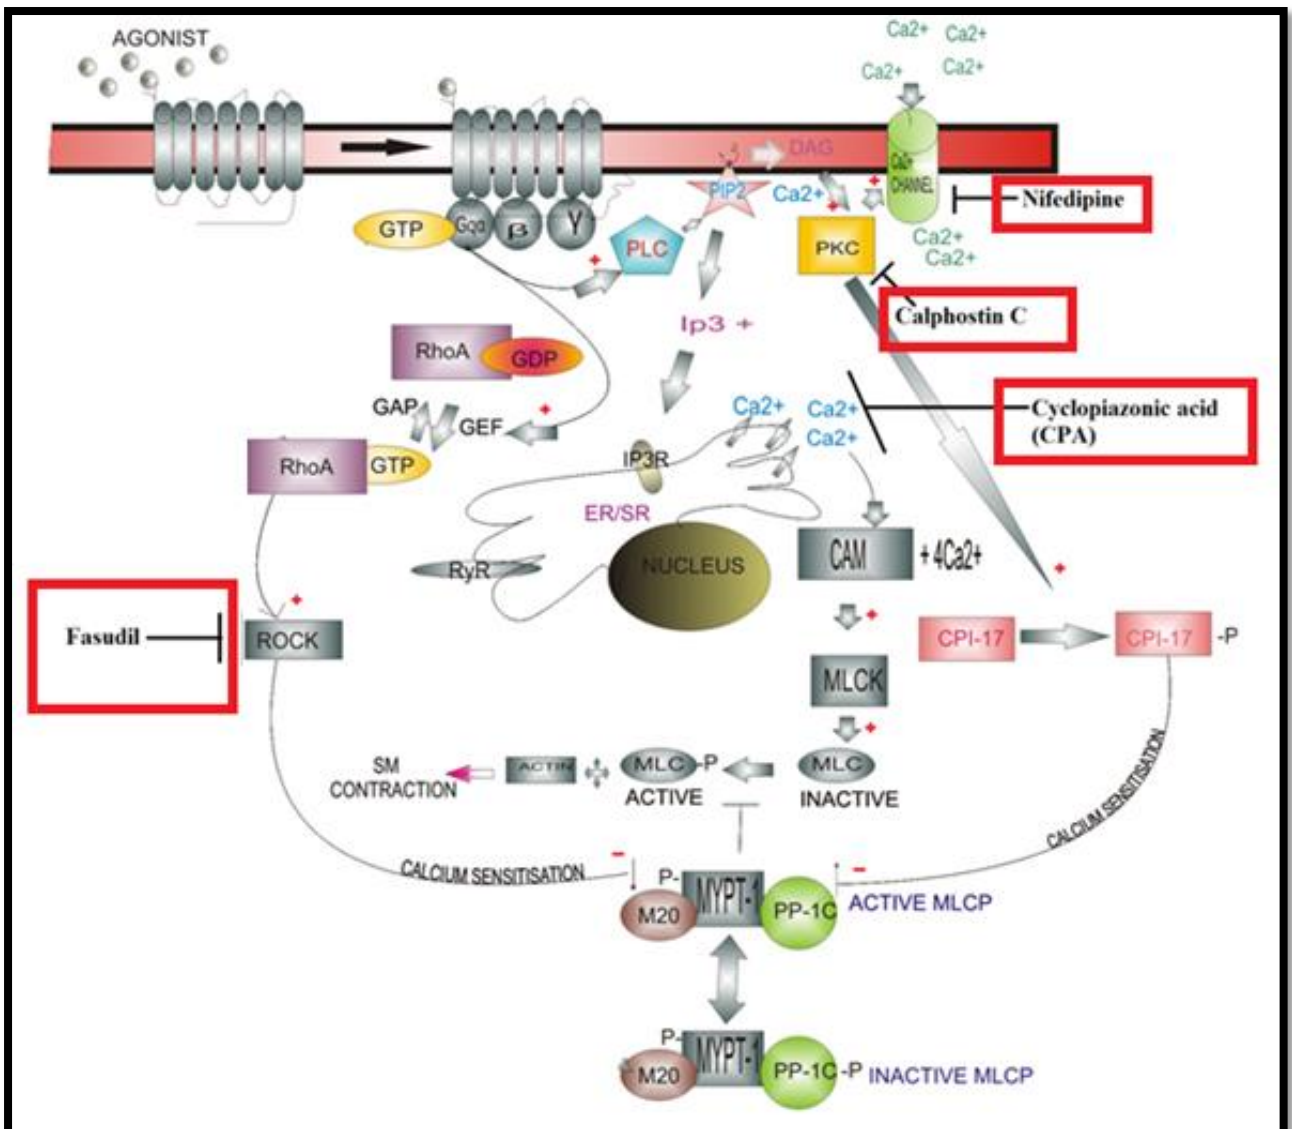 AGONIST
Ca2+
Ca2+
Ca2+
Ca2+
DAG
Ca2+
CHANNEL
PIP2
Ca2+
Nifedipine
GTP
Gqα
β
γ
PLC
PKC
Ca2+
Ca2+
Calphostin C
Ip3 +
RhoA
GDP
GAP
GEF
Ca2+
Ca2+
Ca2+
Cyclopiazonic acid
(CPA)
RhoA
GTP
IP3R
ER/SR
RyR
NUCLEUS
CAM
+ 4Ca2+
Fasudil
ROCK
CPI-17
CPI-17
-P
MLCK
SM
CONTRACTION
ACTIN
MLC
-P
ACTIVE
MLC
INACTIVE
CALCIUM SENSITISATION
CALCIUM SENSITISATION
P-
M20
MYPT-1
PP-1C
ACTIVE MLCP
P-
M20
MYPT-1
PP-1C
-P
INACTIVE MLCP